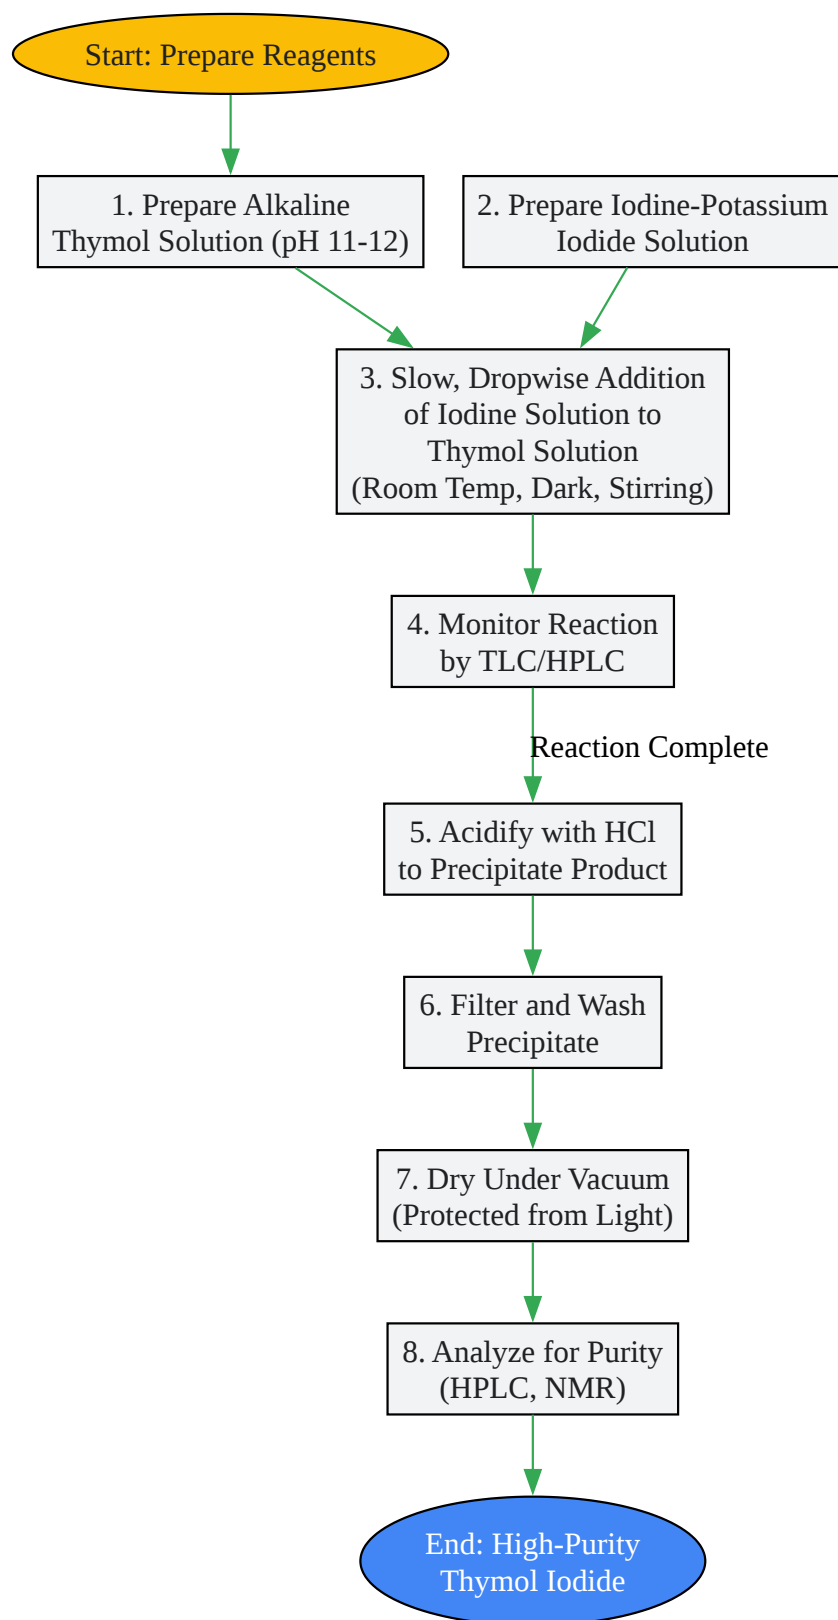 Start: Prepare Reagents
1. Prepare Alkaline
Thymol Solution (pH 11-12)
2. Prepare Iodine-Potassium
Iodide Solution
3. Slow, Dropwise Addition
of Iodine Solution to
Thymol Solution
(Room Temp, Dark, Stirring)
4. Monitor Reaction
by TLC/HPLC
Reaction Complete
5. Acidify with HCl
to Precipitate Product
6. Filter and Wash
Precipitate
7. Dry Under Vacuum
(Protected from Light)
8. Analyze for Purity
(HPLC, NMR)
End: High-Purity
Thymol Iodide